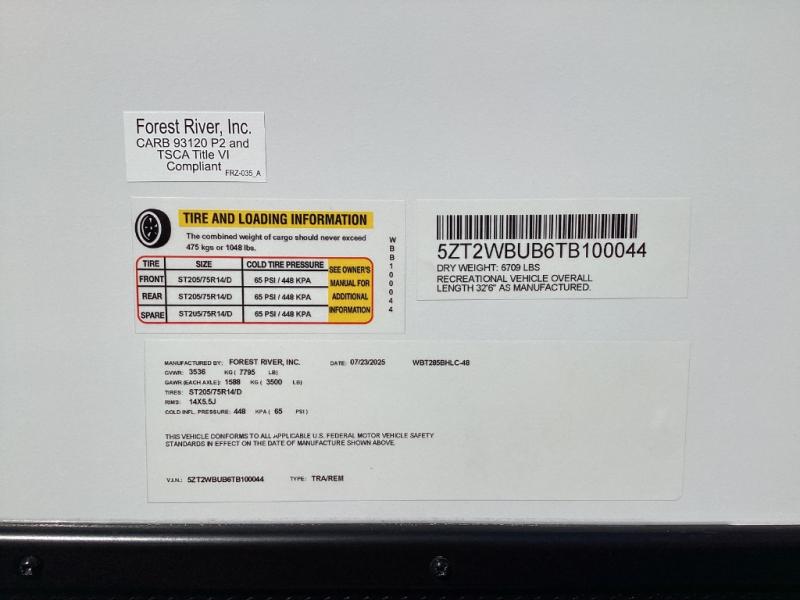 Forest River, Inc.
CARB 93120 P2 and
TSCA Title VI
Compliant
FRZ-035_A
TIRE AND LOADING INFORMATION
The combined weight of cargo should never exceed
475 kgs or 1048 lbs.
TIRE SIZE COLD TIRE PRESSURE SEE OWNER'S MANUAL FOR ADDITIONAL INFORMATION
FRONT ST205/75R14/D 65 PSI / 448 KPA
REAR ST205/75R14/D 65 PSI / 448 KPA
SPARE ST205/75R14/D 65 PSI / 448 KPA
WBB100044
5ZT2WBUB6TB100044
DRY WEIGHT: 6709 LBS
RECREATIONAL VEHICLE OVERALL
LENGTH 32'6" AS MANUFACTURED.
MANUFACTURED BY: FOREST RIVER, INC. DATE: 07/23/2025 WBT285BHLC-48
GVWR: 3536 KG ( 7795 LB)
GAWR (EACH AXLE): 1588 KG ( 3500 LB)
TIRES: ST205/75R14/D
RIMS: 14X5.5J
COLD INFL. PRESSURE: 448 KPA ( 65 PSI)
THIS VEHICLE CONFORMS TO ALL APPLICABLE U.S. FEDERAL MOTOR VEHICLE SAFETY
STANDARDS IN EFFECT ON THE DATE OF MANUFACTURE SHOWN ABOVE.
V.I.N.: 5ZT2WBUB6TB100044 TYPE: TRA/REM